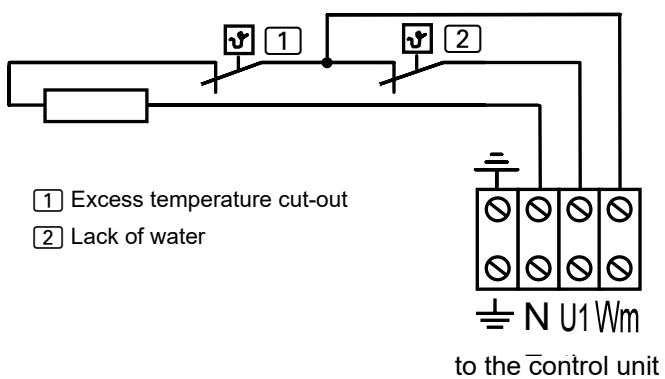 ϑ 1
ϑ 2
1 Excess temperature cut-out
2 Lack of water
N U1 Wm
to the control unit